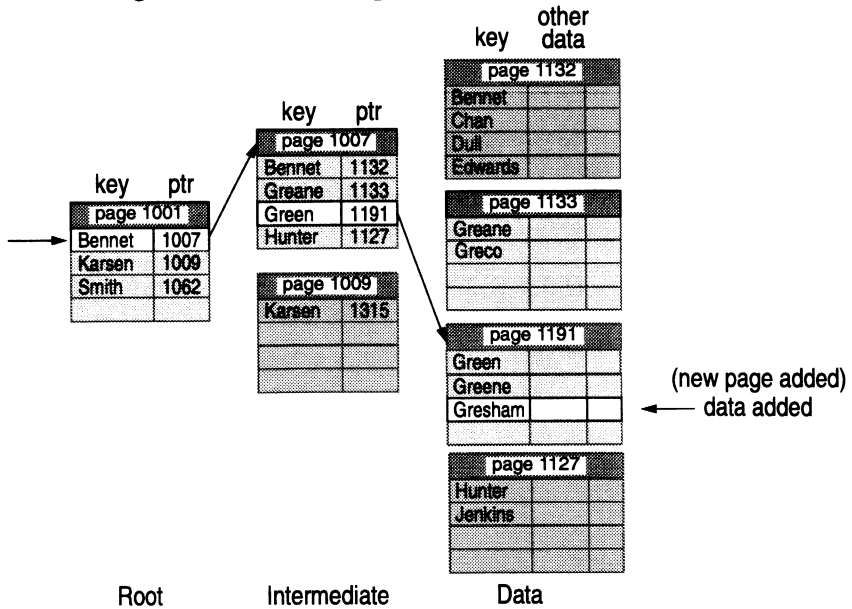 key ptr
page 1001
Bennet 1007
Karsen 1009
Smith 1062
Root
key ptr
page 1007
Bennet 1132
Greane 1133
Green 1191
Hunter 1127
page 1009
Karsen 1315
Intermediate
key other data
page 1132
Bennet
Chan
Dull
Edwards
page 1133
Greane
Greco
page 1191
Green
Greene
Gresham
(new page added)
data added
page 1127
Hunter
Jenkins
Data